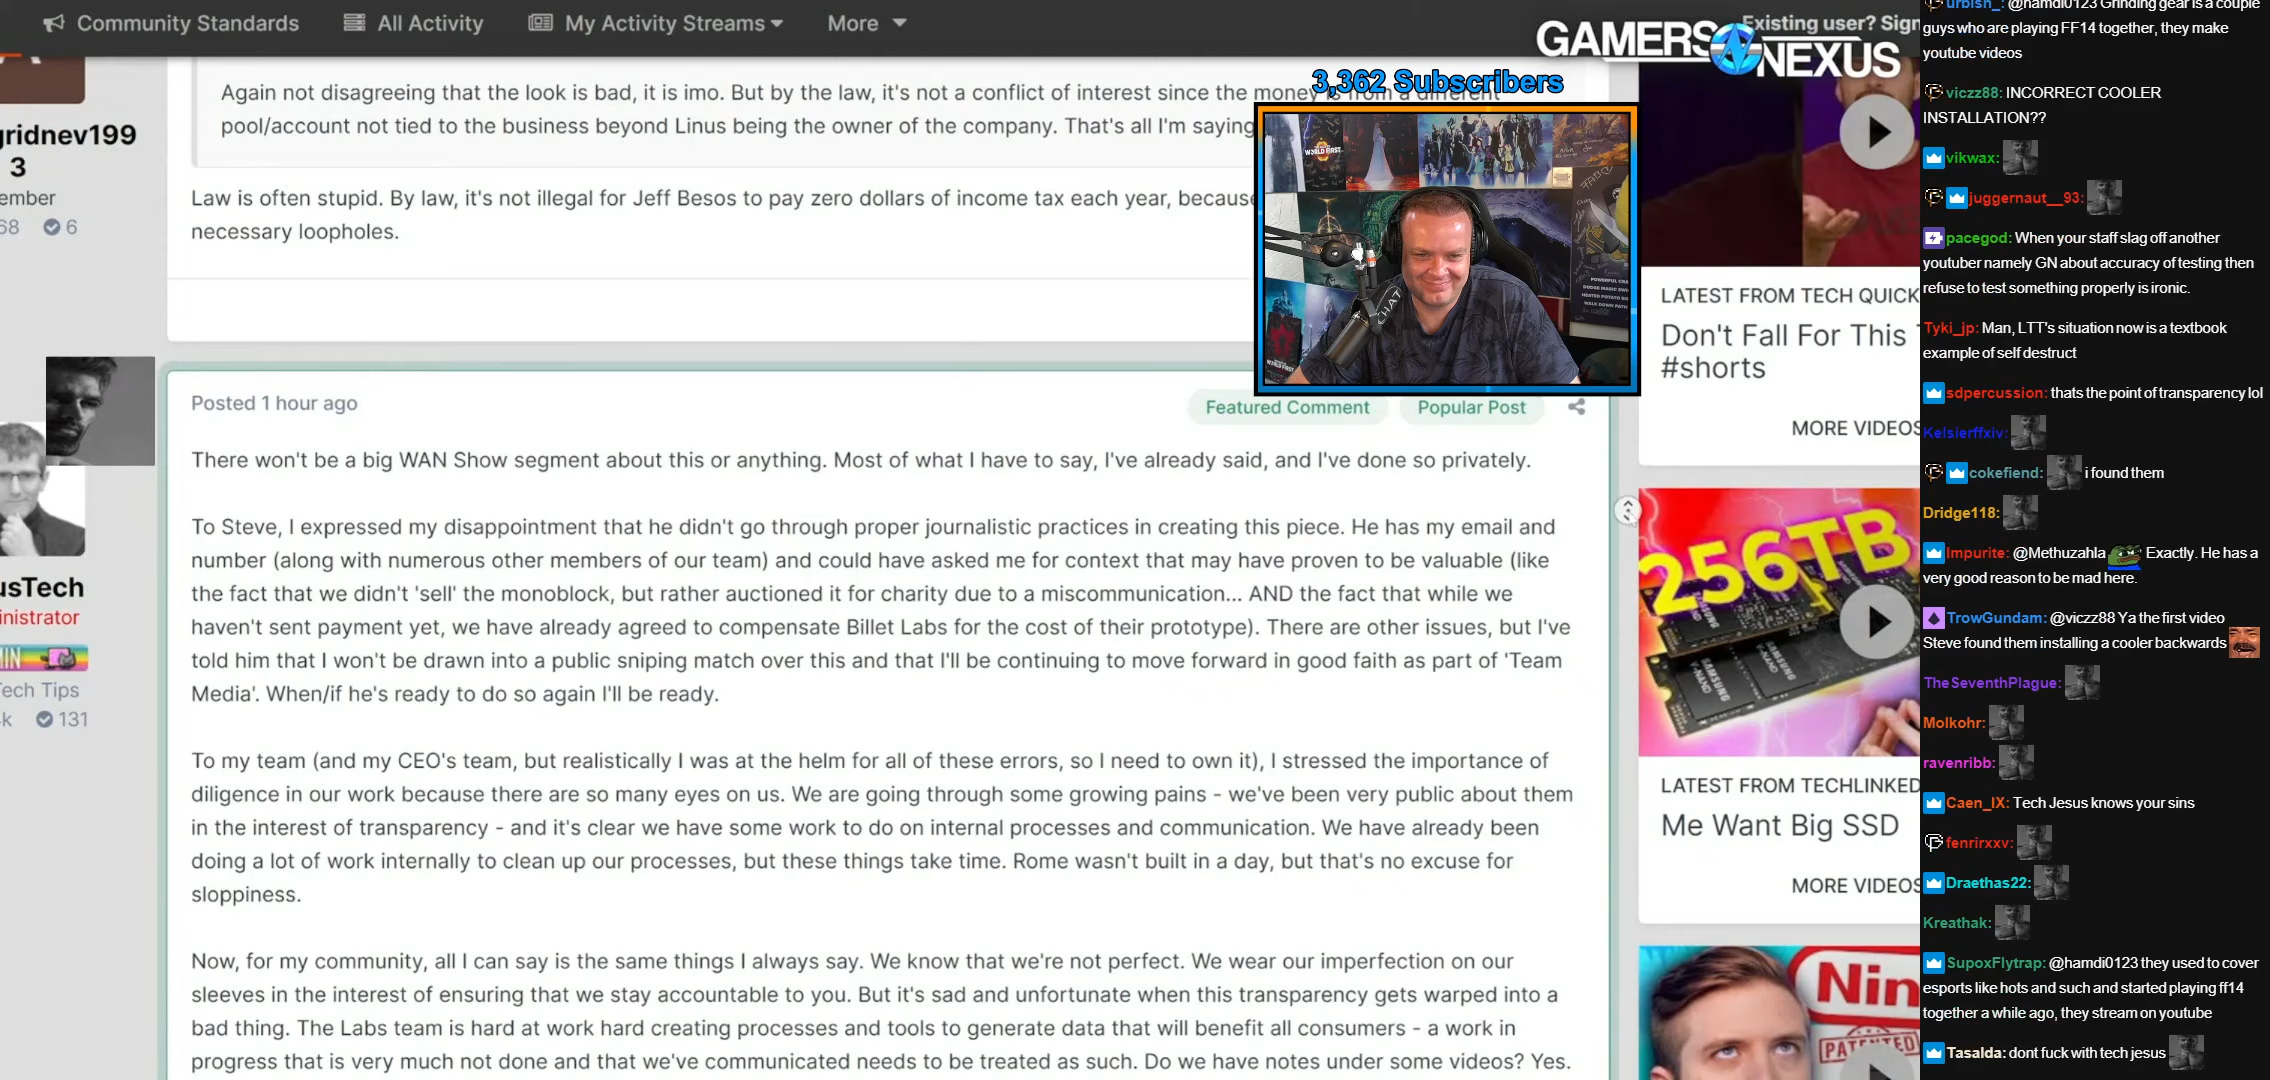 Community Standards
All Activity
My Activity Streams
More
Existing user? Sign
GAMERS
NEXUS
3,362 Subscribers
gridnev199
3
ember
68 6
Again not disagreeing that the look is bad, it is imo. But by the law, it's not a conflict of interest since the money is from a different
pool/account not tied to the business beyond Linus being the owner of the company. That's all I'm saying
Law is often stupid. By law, it's not illegal for Jeff Besos to pay zero dollars of income tax each year, because
necessary loopholes.
WORLD FIRST
CHAT
usTech
inistrator
MIN
Tech Tips
k 131
Posted 1 hour ago
Featured Comment
Popular Post
There won't be a big WAN Show segment about this or anything. Most of what I have to say, I've already said, and I've done so privately.
To Steve, I expressed my disappointment that he didn't go through proper journalistic practices in creating this piece. He has my email and
number (along with numerous other members of our team) and could have asked me for context that may have proven to be valuable (like
the fact that we didn't 'sell' the monoblock, but rather auctioned it for charity due to a miscommunication... AND the fact that while we
haven't sent payment yet, we have already agreed to compensate Billet Labs for the cost of their prototype). There are other issues, but I've
told him that I won't be drawn into a public sniping match over this and that I'll be continuing to move forward in good faith as part of 'Team
Media'. When/if he's ready to do so again I'll be ready.
To my team (and my CEO's team, but realistically I was at the helm for all of these errors, so I need to own it), I stressed the importance of
diligence in our work because there are so many eyes on us. We are going through some growing pains - we've been very public about them
in the interest of transparency - and it's clear we have some work to do on internal processes and communication. We have already been
doing a lot of work internally to clean up our processes, but these things take time. Rome wasn't built in a day, but that's no excuse for
sloppiness.
Now, for my community, all I can say is the same things I always say. We know that we're not perfect. We wear our imperfection on our
sleeves in the interest of ensuring that we stay accountable to you. But it's sad and unfortunate when this transparency gets warped into a
bad thing. The Labs team is hard at work hard creating processes and tools to generate data that will benefit all consumers - a work in
progress that is very much not done and that we've communicated needs to be treated as such. Do we have notes under some videos? Yes.
LATEST FROM TECH QUICK
Don't Fall For This
#shorts
MORE VIDEOS
256TB
SAMSUNG
V-NAND
LATEST FROM TECHLINKED
Me Want Big SSD
MORE VIDEOS
Nin
PATENTED
urbish_: @hamdi0123 Grinding gear is a couple
guys who are playing FF14 together, they make
youtube videos
viczz88: INCORRECT COOLER
INSTALLATION??
vikwax:
juggernaut__93:
pacegod: When your staff slag off another
youtuber namely GN about accuracy of testing then
refuse to test something properly is ironic.
Tyki_jp: Man, LTT's situation now is a textbook
example of self destruct
sdpercussion: thats the point of transparency lol
Kelsierffxiv:
cokefiend: i found them
Dridge118:
Impurite: @Methuzahla Exactly. He has a
very good reason to be mad here.
TrowGundam: @viczz88 Ya the first video
Steve found them installing a cooler backwards
TheSeventhPlague:
Molkohr:
ravenribb:
Caen_IX: Tech Jesus knows your sins
fenrirxxv:
Draethas22:
Kreathak:
SupoxFlytrap: @hamdi0123 they used to cover
esports like hots and such and started playing ff14
together a while ago, they stream on youtube
Tasalda: dont fuck with tech jesus